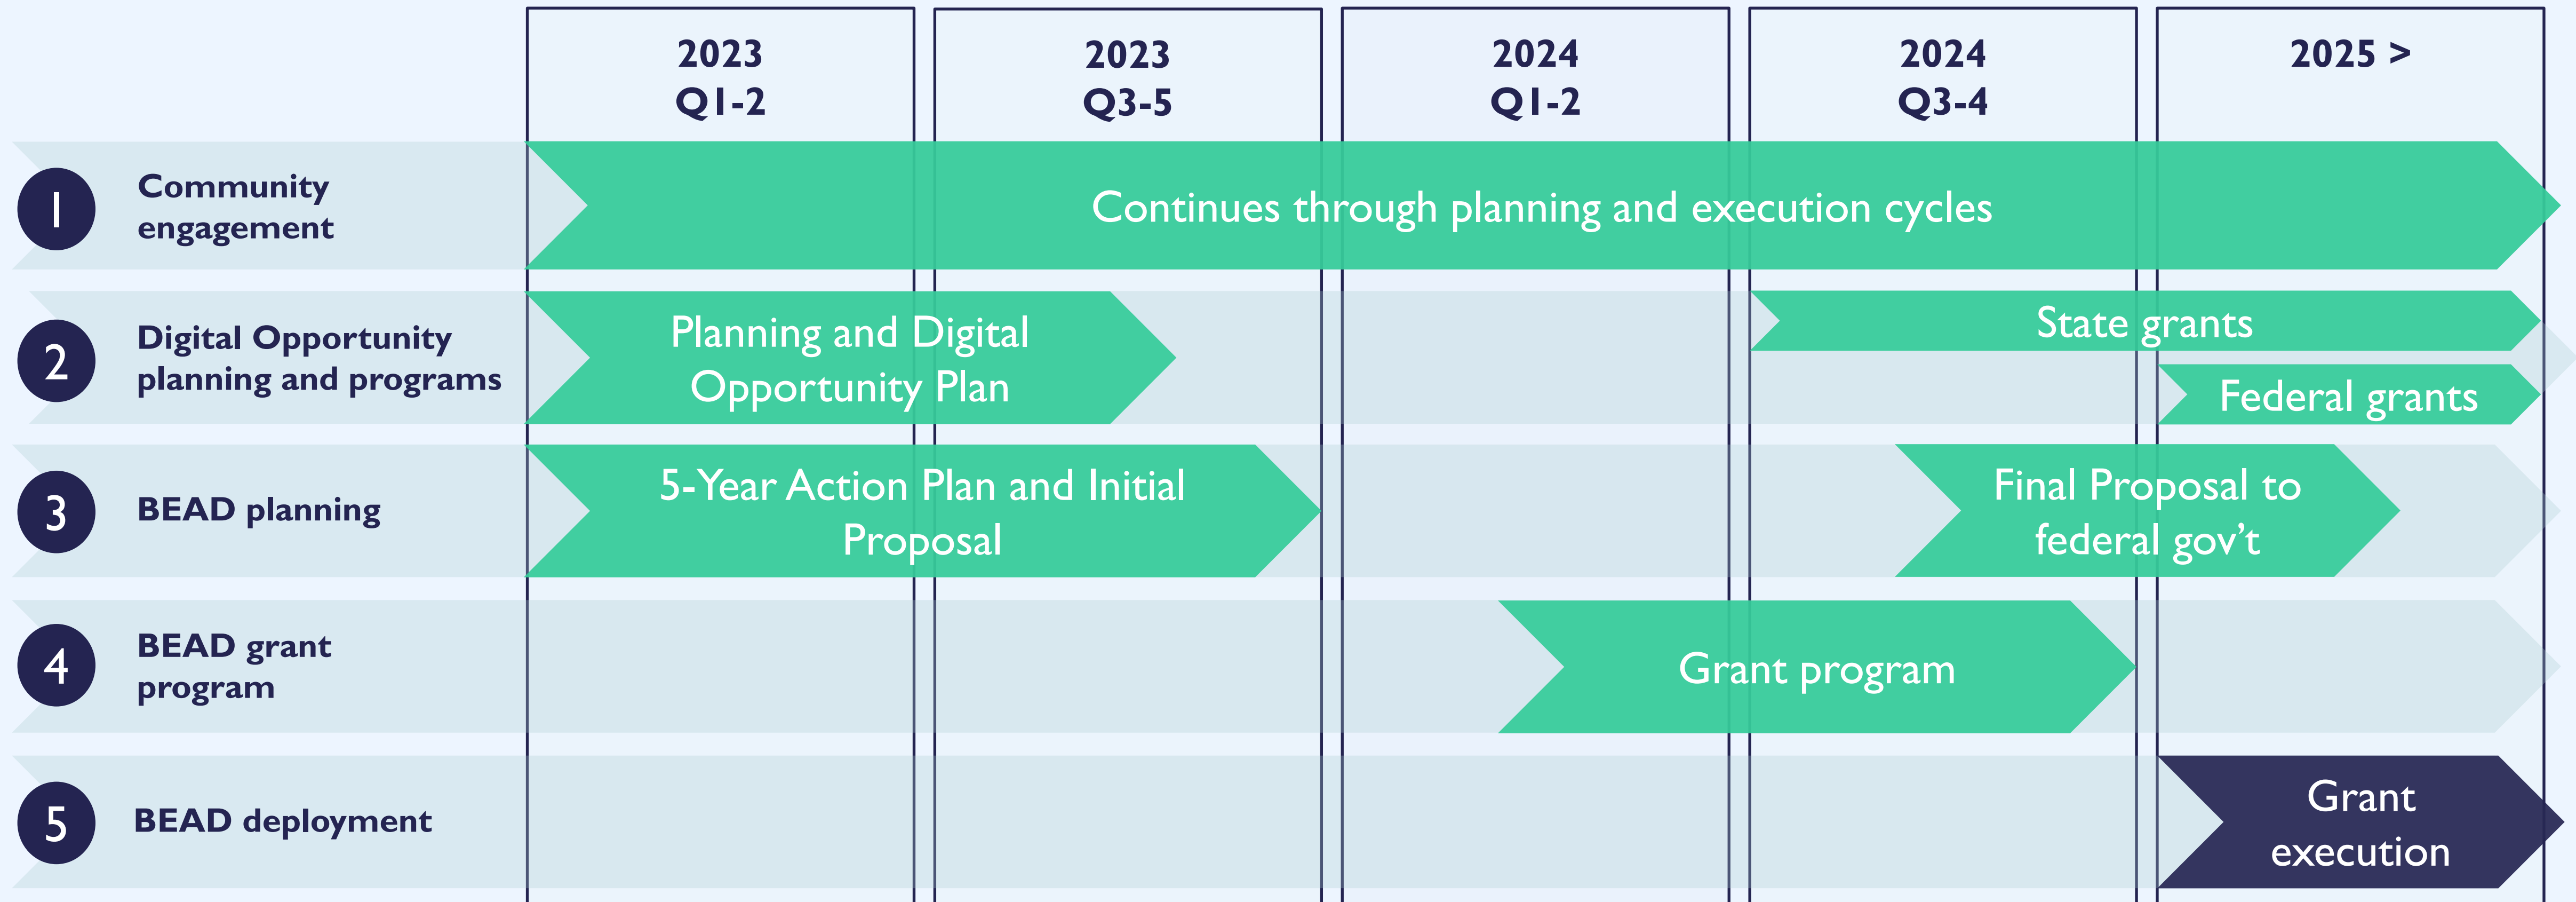 2023
Q1-2
2023
Q3-5
2024
Q1-2
2024
Q3-4
2025 >
1
Community
engagement
Continues through planning and execution cycles
2
Digital Opportunity
planning and programs
Planning and Digital
Opportunity Plan
State grants
Federal grants
3
BEAD planning
5-Year Action Plan and Initial
Proposal
Final Proposal to
federal gov’t
4
BEAD grant
program
Grant program
5
BEAD deployment
Grant
execution